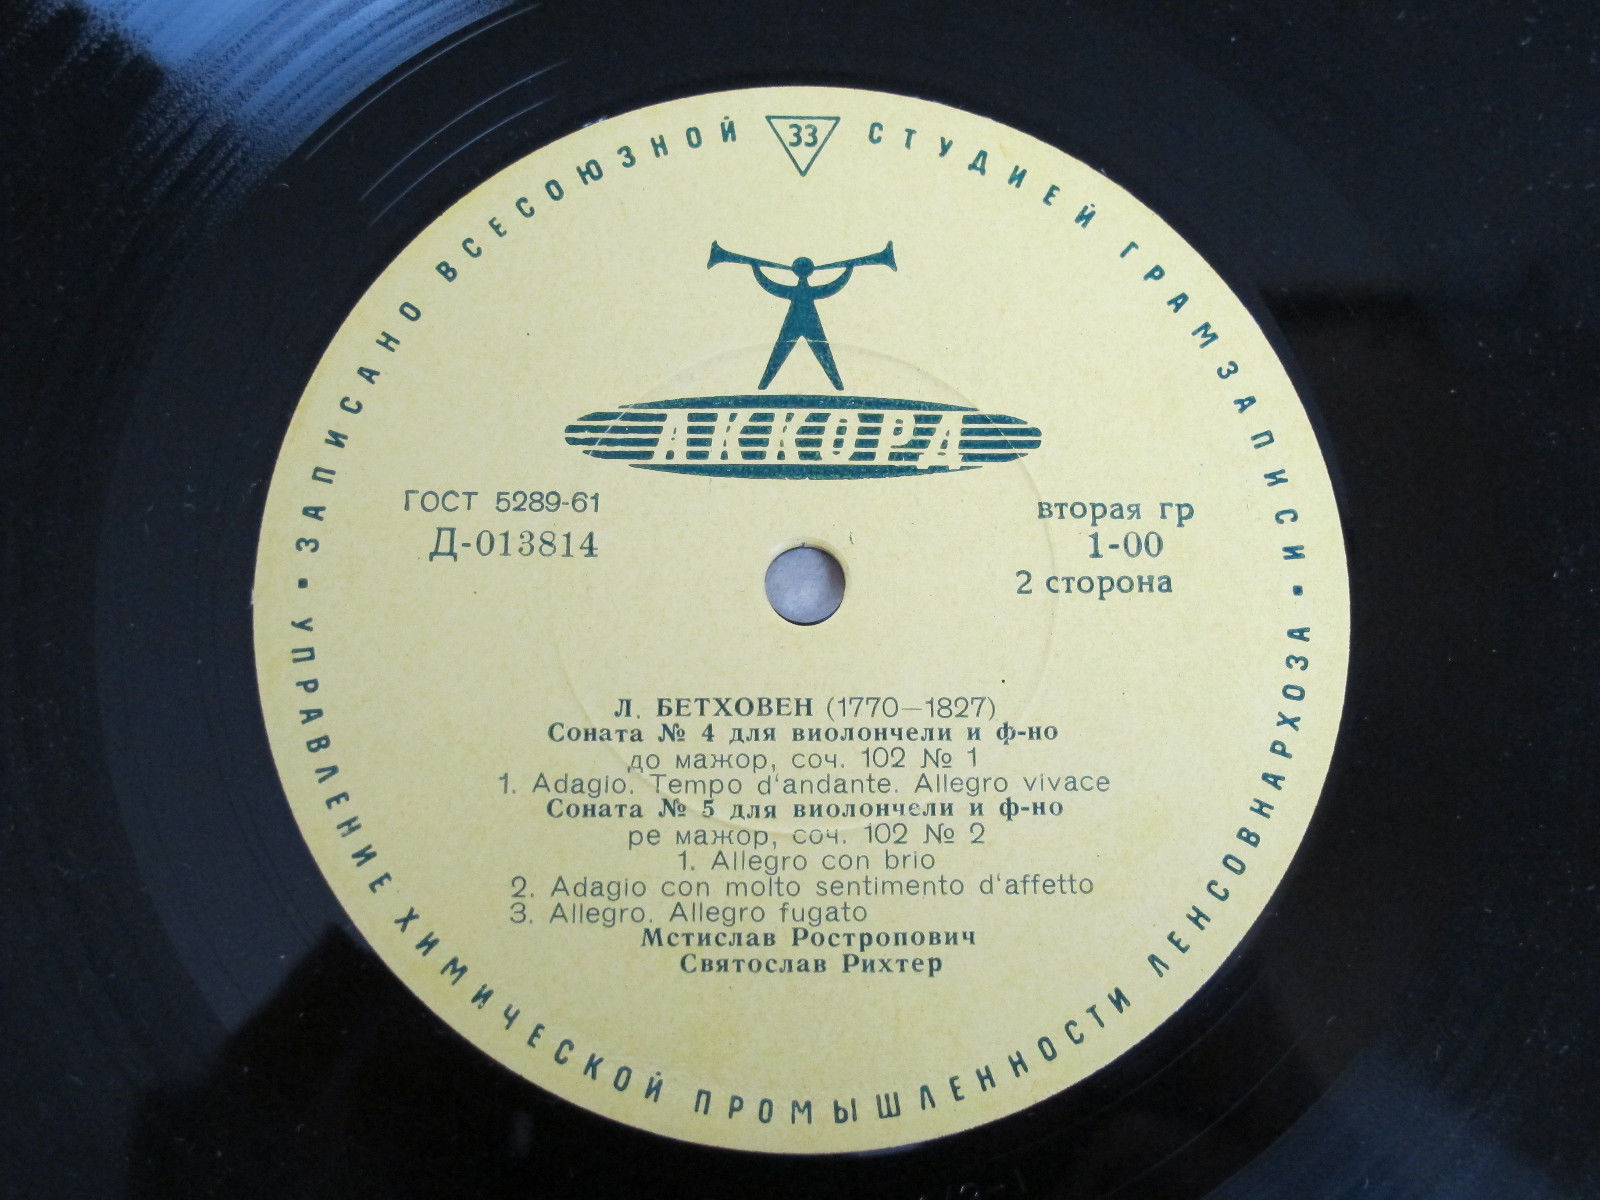 ЗАПИСАНО ВСЕСОЮЗНОЙ 33 СТУДИЕЙ ГРАМЗАПИСИ
АККОРД
ГОСТ 5289-61
Д-013814
вторая гр
1-00
2 сторона
Л. БЕТХОВЕН (1770—1827)
Соната № 4 для виолончели и ф-но
до мажор, соч. 102 № 1
1. Adagio. Tempo d'andante. Allegro vivace
Соната № 5 для виолончели и ф-но
ре мажор, соч. 102 № 2
1. Allegro con brio
2. Adagio con molto sentimento d'affetto
3. Allegro. Allegro fugato
Мстислав Ростропович
Святослав Рихтер
• УПРАВЛЕНИЕ ХИМИЧЕСКОЙ ПРОМЫШЛЕННОСТИ ЛЕНСОВНАРХОЗА •